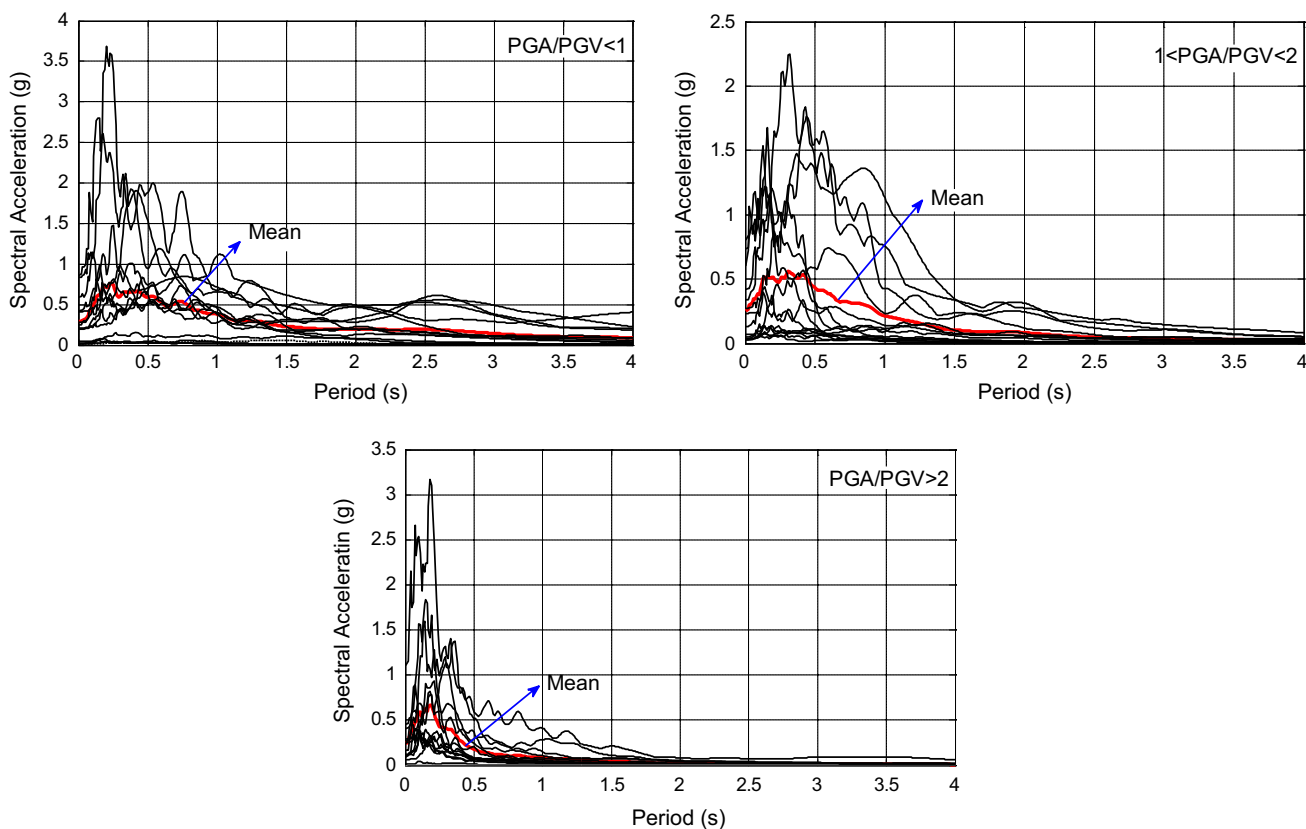 4
3.5
3
2.5
2
1.5
1
0.5
0
Spectral Acceleration (g)
PGA/PGV<1
Mean
0 0.5 1 1.5 2 2.5 3 3.5 4
Period (s)
2.5
2
1.5
1
0.5
0
Spectral Acceleration (g)
1<PGA/PGV<2
Mean
0 0.5 1 1.5 2 2.5 3 3.5 4
Period (s)
3.5
3
2.5
2
1.5
1
0.5
0
Spectral Acceleratin (g)
PGA/PGV>2
Mean
0 0.5 1 1.5 2 2.5 3 3.5 4
Period (s)